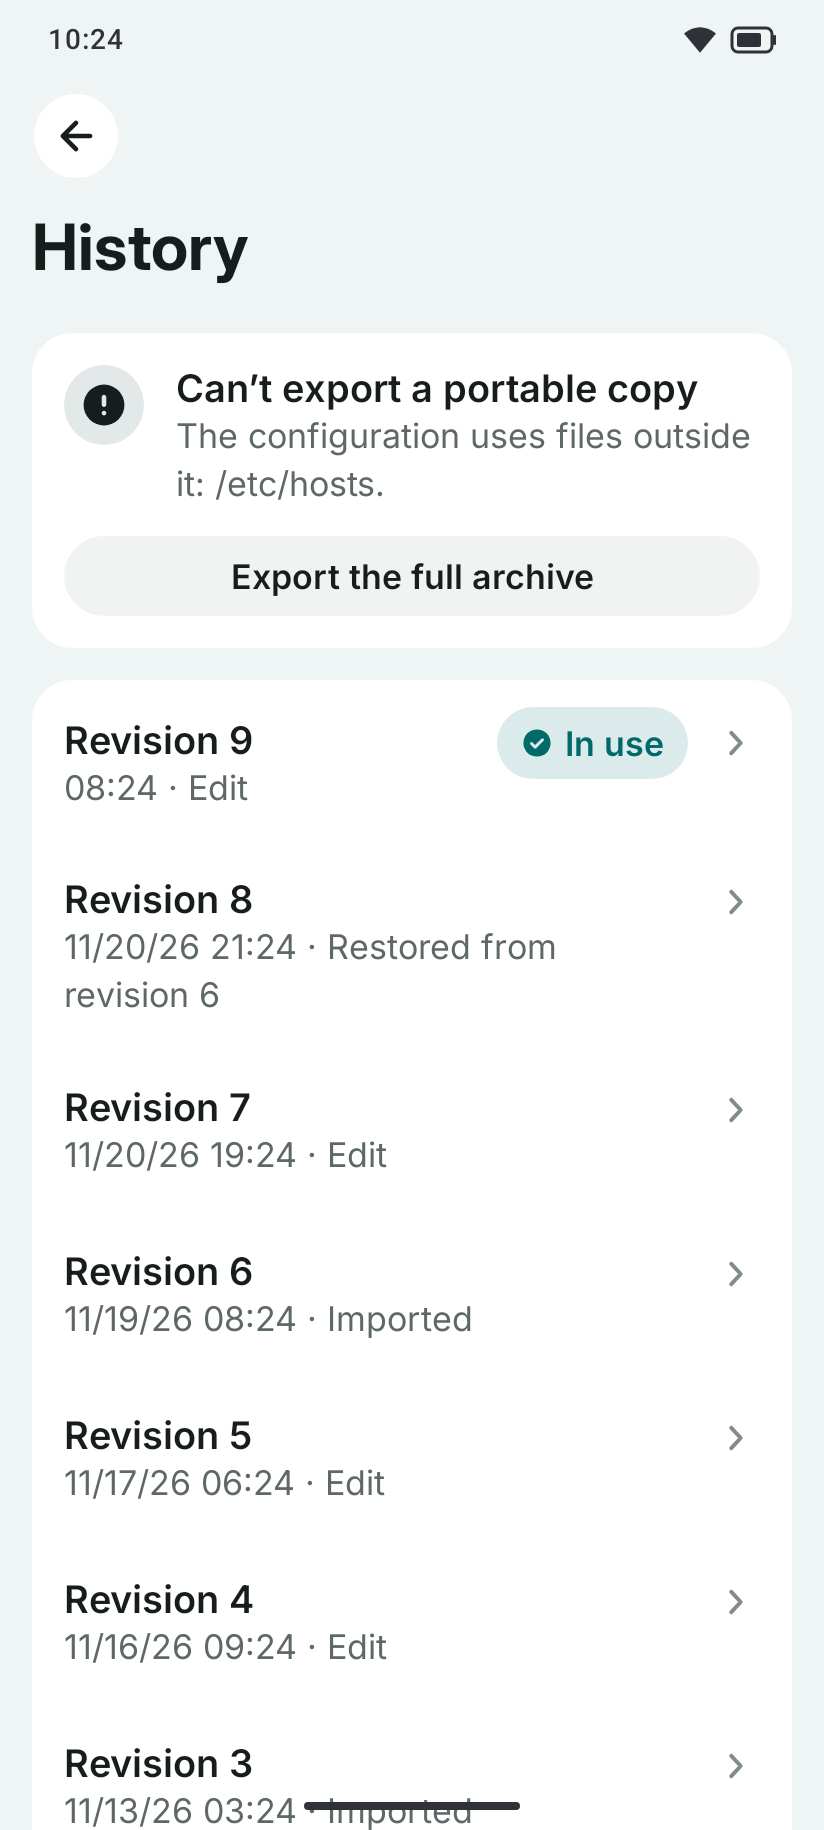 10:24
History
Can’t export a portable copy
The configuration uses files outside
it: /etc/hosts.
Export the full archive
Revision 9
In use
08:24 · Edit
Revision 8
11/20/26 21:24 · Restored from
revision 6
Revision 7
11/20/26 19:24 · Edit
Revision 6
11/19/26 08:24 · Imported
Revision 5
11/17/26 06:24 · Edit
Revision 4
11/16/26 09:24 · Edit
Revision 3
11/13/26 03:24 · Imported